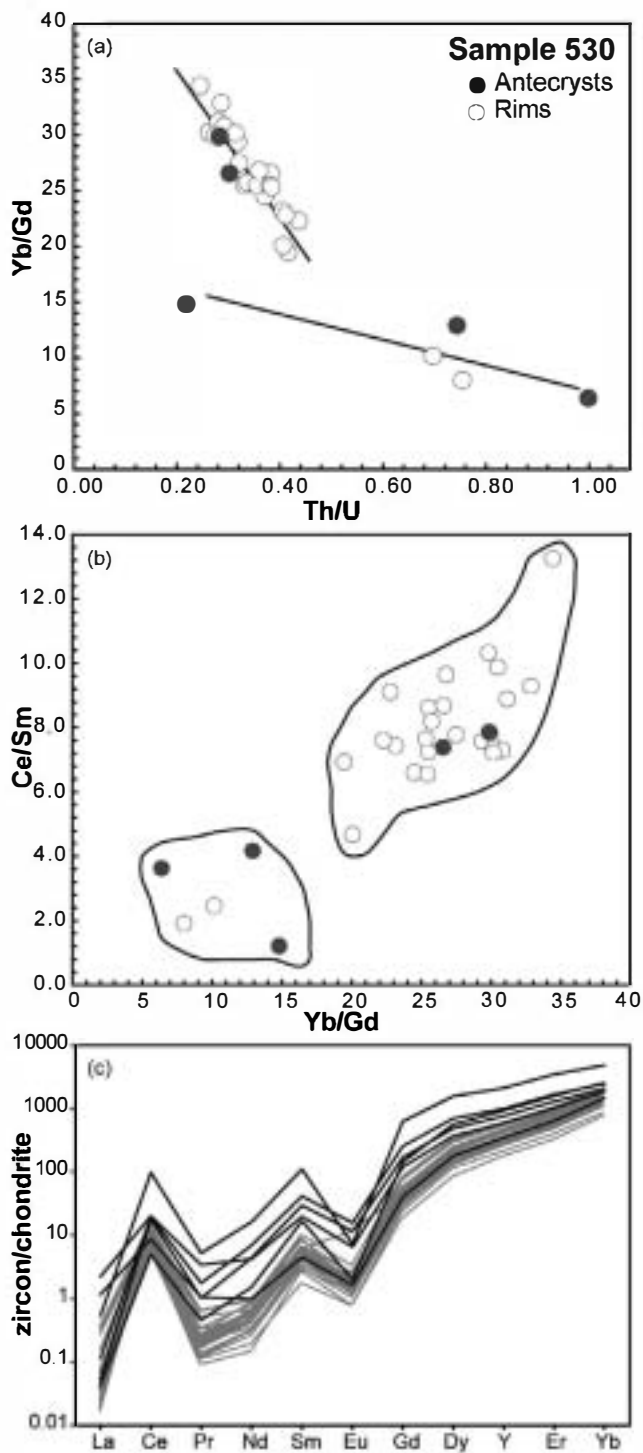 (a)
Sample 530
Antecrysts
Rims
40
35
30
25
20
15
10
5
0
Yb/Gd
0.00 0.20 0.40 0.60 0.80 1.00
Th/U
(b)
14.0
12.0
10.0
8.0
6.0
4.0
2.0
0.0
Ce/Sm
0 5 10 15 20 25 30 35 40
Yb/Gd
(c)
10000
1000
100
10
1
0.1
0.01
zircon/chondrite
La Ce Pr Nd Sm Eu Gd Dy Y Er Yb